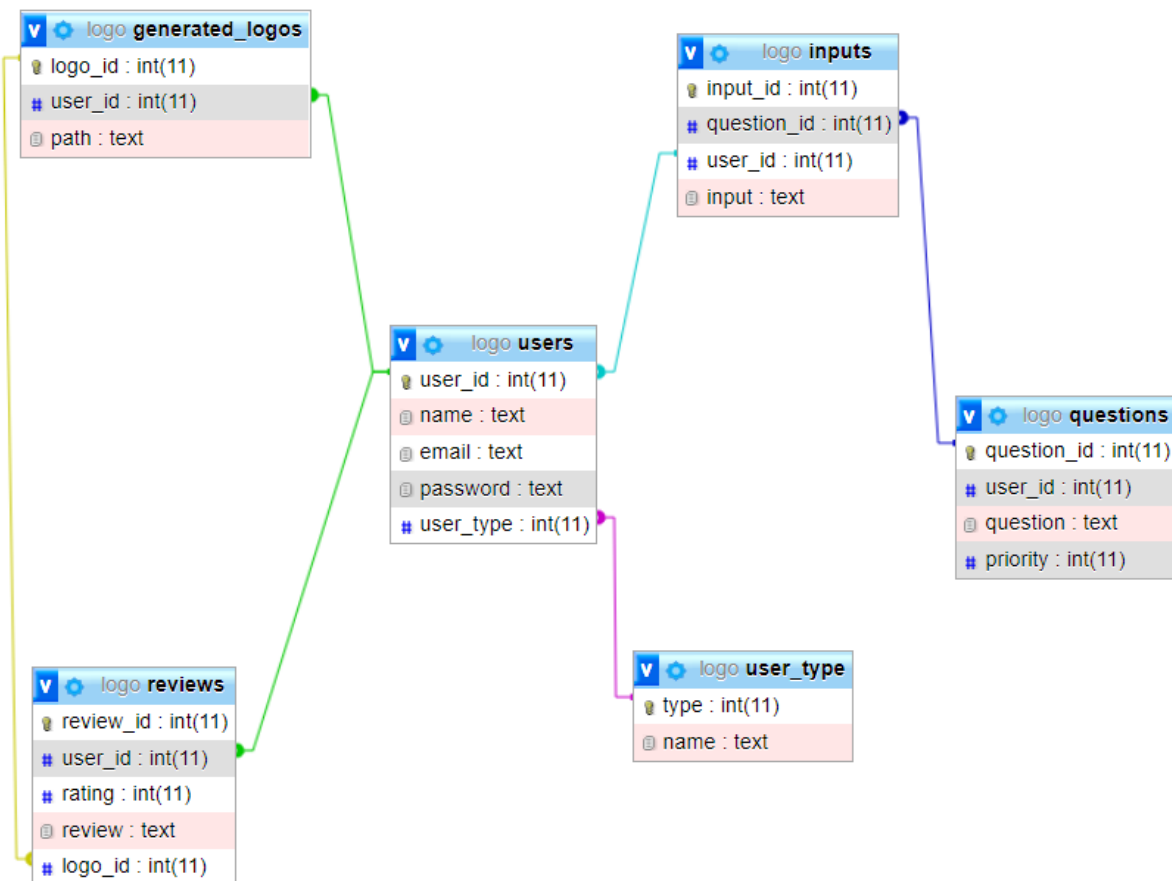 v logo generated_logos
logo_id : int(11)
# user_id : int(11)
path : text
v logo inputs
input_id : int(11)
# question_id : int(11)
# user_id : int(11)
input : text
v logo users
user_id : int(11)
name : text
email : text
password : text
# user_type : int(11)
v logo questions
question_id : int(11)
# user_id : int(11)
question : text
# priority : int(11)
v logo reviews
review_id : int(11)
# user_id : int(11)
# rating : int(11)
review : text
# logo_id : int(11)
v logo user_type
type : int(11)
name : text